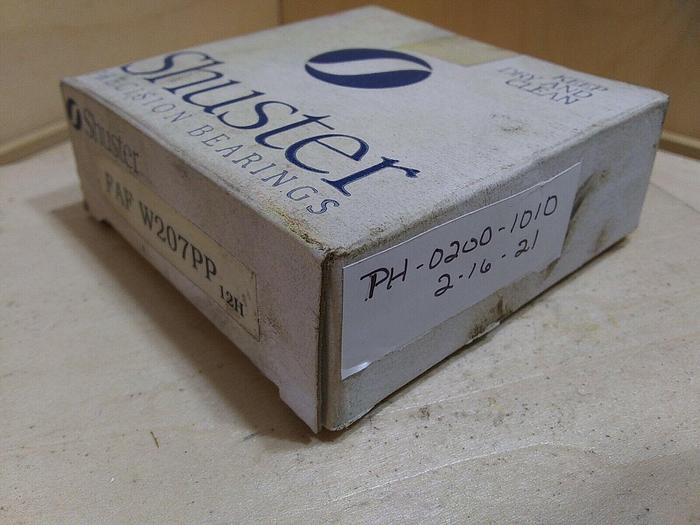 Shuster
PRECISION BEARINGS
KEEP
DRY AND
CLEAN
Shuster
FAF W207PP 12H
PH-0200-1010
2-16-21